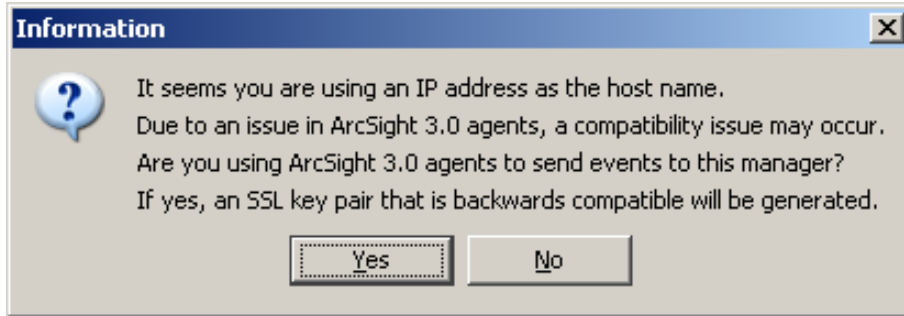 Information
It seems you are using an IP address as the host name.
Due to an issue in ArcSight 3.0 agents, a compatibility issue may occur.
Are you using ArcSight 3.0 agents to send events to this manager?
If yes, an SSL key pair that is backwards compatible will be generated.
Yes No